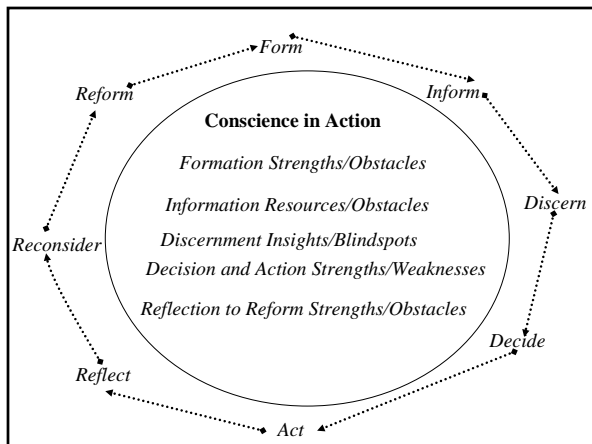 Form
Inform
Discern
Decide
Act
Reflect
Reconsider
Reform
Conscience in Action
Formation Strengths/Obstacles
Information Resources/Obstacles
Discernment Insights/Blindspots
Decision and Action Strengths/Weaknesses
Reflection to Reform Strengths/Obstacles